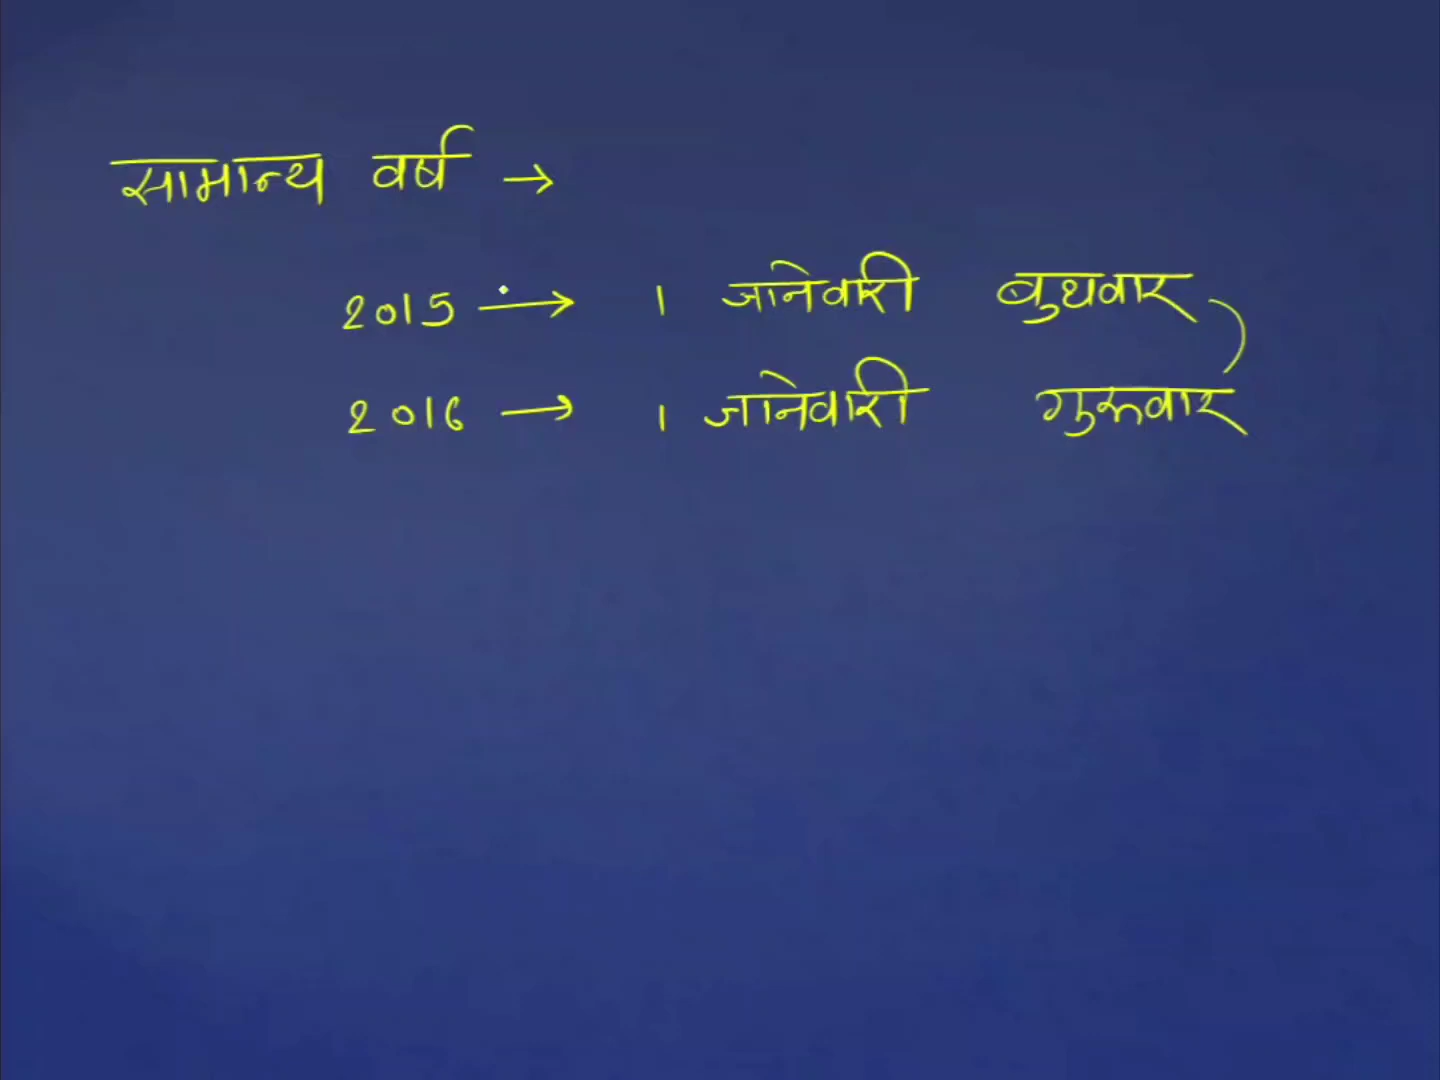 सामान्य वर्ष →
2015 → 1 जानेवारी बुधवार
2016 → 1 जानेवारी गुरुवार